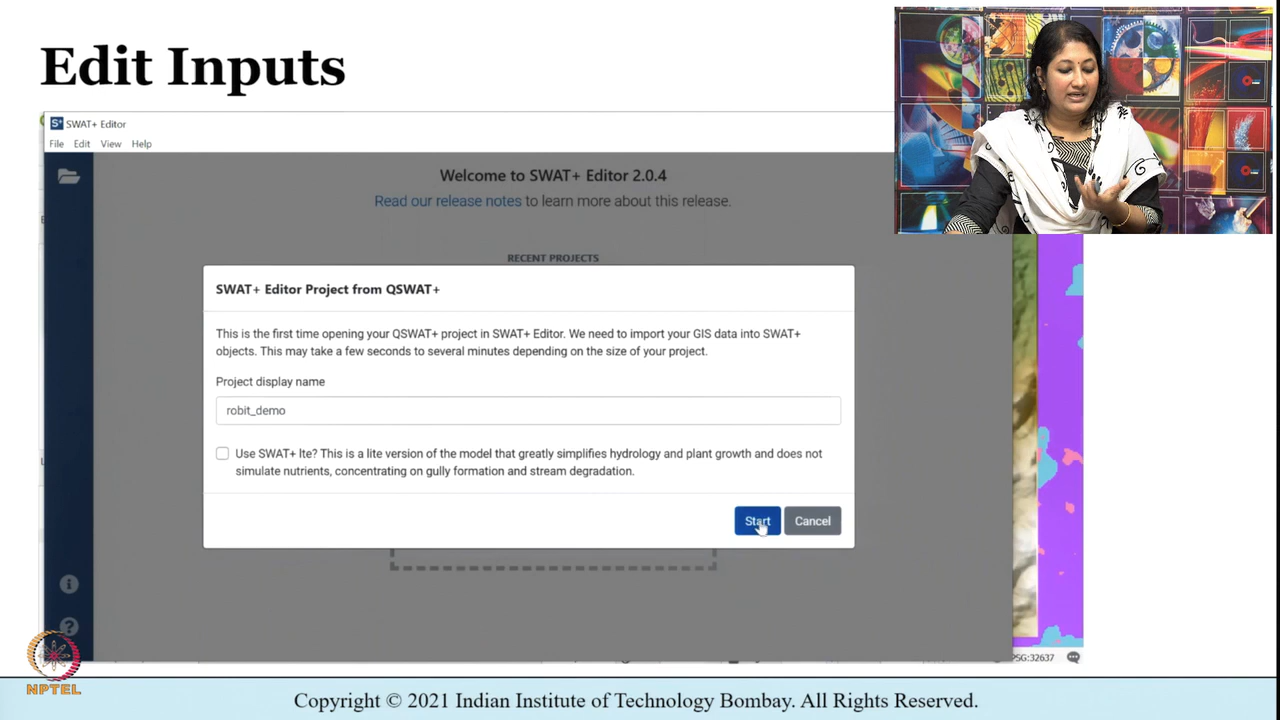 Edit Inputs
SWAT+ Editor
File Edit View Help
Welcome to SWAT+ Editor 2.0.4
Read our release notes to learn more about this release.
RECENT PROJECTS
SWAT+ Editor Project from QSWAT+
This is the first time opening your QSWAT+ project in SWAT+ Editor. We need to import your GIS data into SWAT+
objects. This may take a few seconds to several minutes depending on the size of your project.
Project display name
robit_demo
Use SWAT+ lte? This is a lite version of the model that greatly simplifies hydrology and plant growth and does not
simulate nutrients, concentrating on gully formation and stream degradation.
Start Cancel
PSG:32637
NPTEL
Copyright © 2021 Indian Institute of Technology Bombay. All Rights Reserved.